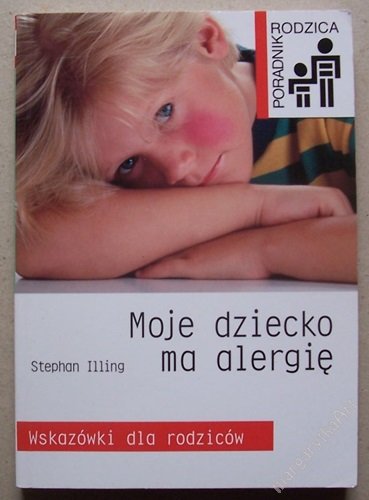 PORADNIK
RODZICA
Moje dziecko
ma alergię
Stephan Illing
Wskazówki dla rodziców